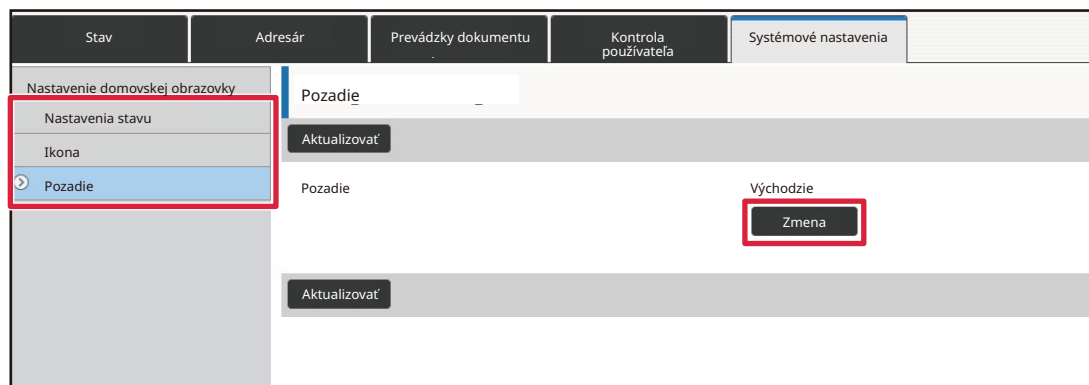 Stav
Adresár
Prevádzky dokumentu
Kontrola
používateľa
Systémové nastavenia
Nastavenie domovskej obrazovky
Nastavenia stavu
Ikona
Pozadie
Pozadie
Aktualizovať
Pozadie
Východzie
Zmena
Aktualizovať